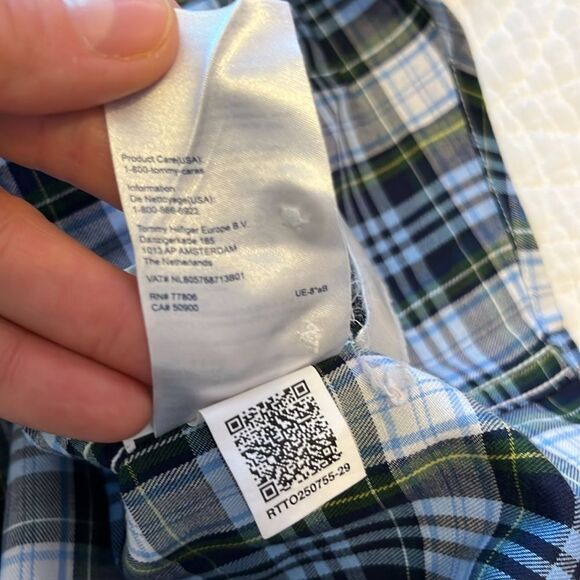 Product Care(USA):
1-800-tommy-cares
Information
De Nettoyage(USA):
1-800-866-6922
Tommy Hilfiger Europe B.V.
Danzigerkade 165
1013 AP AMSTERDAM
The Netherlands
VAT# NL805768713B01
RN# 77806
CA# 50900
UE-8*aB
RTTO250755-29